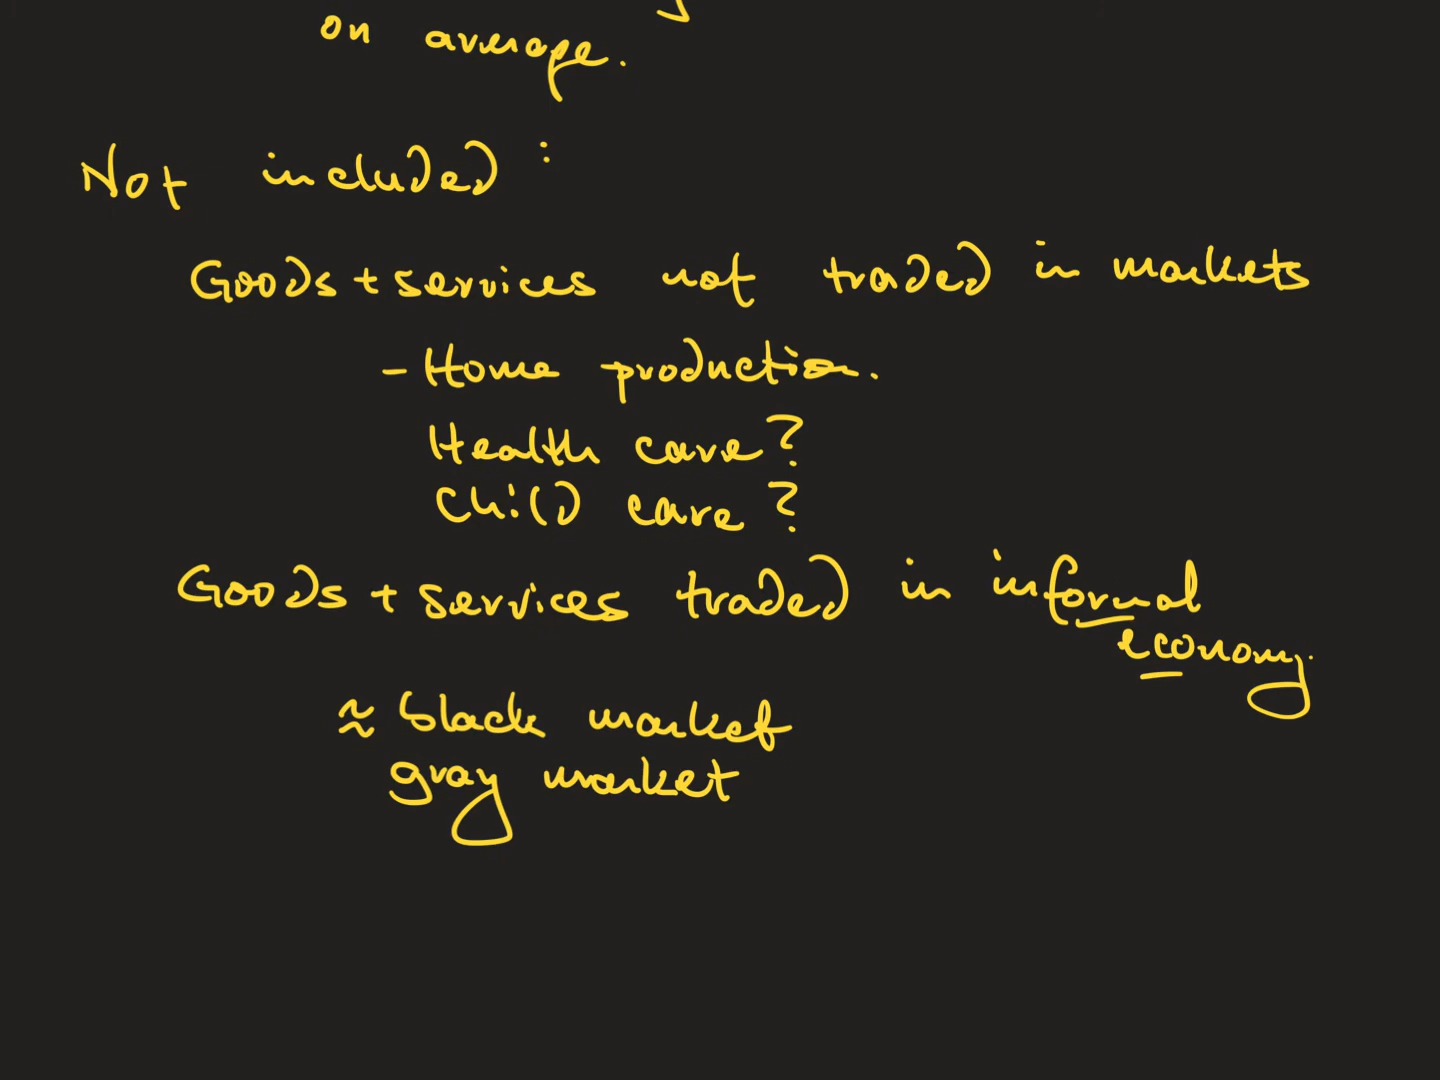 on average.
Not included :
Goods + services not traded in markets
- Home production.
Health care ?
Child care ?
Goods + services traded in informal
economy.
≈ black market
gray market